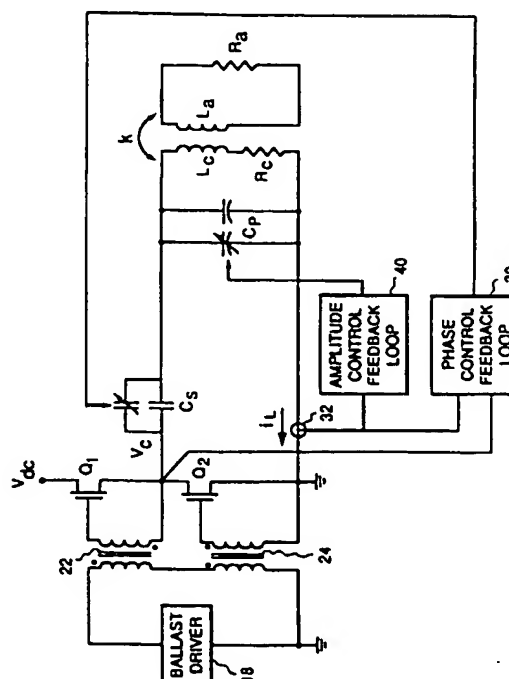 Vdc
Q1
Q2
VC
CS
CP
k
LC
La
RC
Ra
iL
22
24
32
40
AMPLITUDE
CONTROL
FEEDBACK
LOOP
PHASE
CONTROL
FEEDBACK
LOOP
BALLAST
DRIVER
18